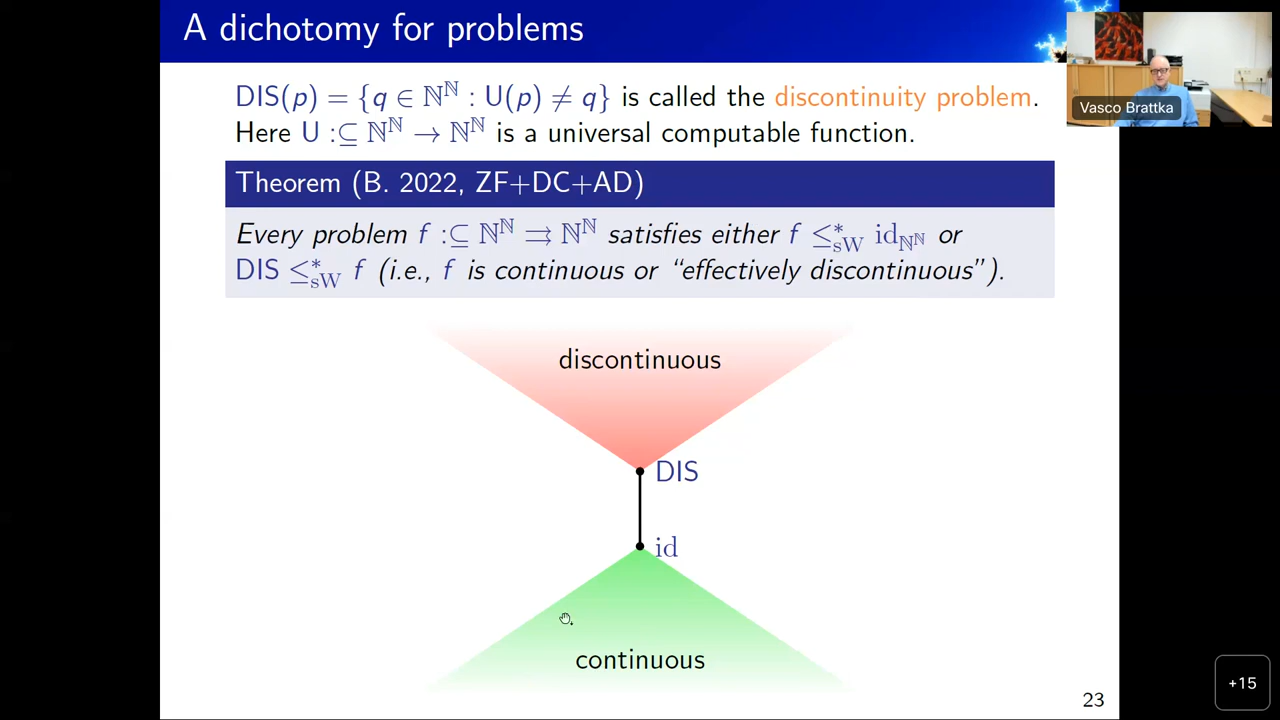 A dichotomy for problems
DIS(p) = {q ∈ ℕ^ℕ : U(p) ≠ q} is called the discontinuity problem.
Here U :⊆ ℕ^ℕ → ℕ^ℕ is a universal computable function.
Theorem (B. 2022, ZF+DC+AD)
Every problem f :⊆ ℕ^ℕ ⇉ ℕ^ℕ satisfies either f ≤*_sW id_ℕ^ℕ or
DIS ≤*_sW f (i.e., f is continuous or “effectively discontinuous”).
discontinuous
DIS
id
continuous
23
Vasco Brattka
+15